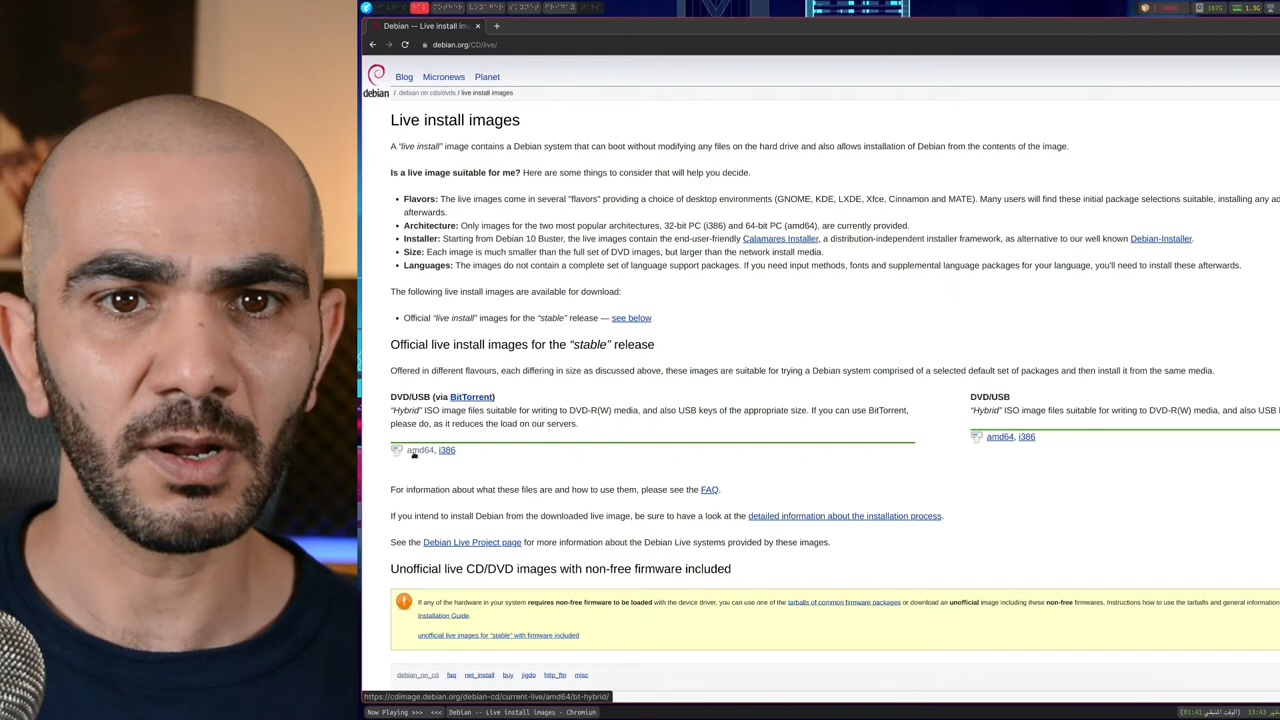 187G
1.3G
Debian -- Live install im
debian.org/CD/live/
Blog
Micronews
Planet
debian
/ debian on cds/dvds / live install images
Live install images
A “live install” image contains a Debian system that can boot without modifying any files on the hard drive and also allows installation of Debian from the contents of the image.
Is a live image suitable for me? Here are some things to consider that will help you decide.
• Flavors: The live images come in several "flavors" providing a choice of desktop environments (GNOME, KDE, LXDE, Xfce, Cinnamon and MATE). Many users will find these initial package selections suitable, installing any ad
afterwards.
• Architecture: Only images for the two most popular architectures, 32-bit PC (i386) and 64-bit PC (amd64), are currently provided.
• Installer: Starting from Debian 10 Buster, the live images contain the end-user-friendly Calamares Installer, a distribution-independent installer framework, as alternative to our well known Debian-Installer.
• Size: Each image is much smaller than the full set of DVD images, but larger than the network install media.
• Languages: The images do not contain a complete set of language support packages. If you need input methods, fonts and supplemental language packages for your language, you'll need to install these afterwards.
The following live install images are available for download:
• Official “live install” images for the “stable” release — see below
Official live install images for the “stable” release
Offered in different flavours, each differing in size as discussed above, these images are suitable for trying a Debian system comprised of a selected default set of packages and then install it from the same media.
DVD/USB (via BitTorrent)
“Hybrid” ISO image files suitable for writing to DVD-R(W) media, and also USB keys of the appropriate size. If you can use BitTorrent,
please do, as it reduces the load on our servers.
amd64, i386
DVD/USB
“Hybrid” ISO image files suitable for writing to DVD-R(W) media, and also USB k
amd64, i386
For information about what these files are and how to use them, please see the FAQ.
If you intend to install Debian from the downloaded live image, be sure to have a look at the detailed information about the installation process.
See the Debian Live Project page for more information about the Debian Live systems provided by these images.
Unofficial live CD/DVD images with non-free firmware included
If any of the hardware in your system requires non-free firmware to be loaded with the device driver, you can use one of the tarballs of common firmware packages or download an unofficial image including these non-free firmwares. Instructions how to use the tarballs and general information
Installation Guide.
unofficial live images for “stable” with firmware included
debian_on_cd faq net_install buy jigdo http_ftp misc
https://cdimage.debian.org/debian-cd/current-live/amd64/bt-hybrid/
Now Playing >>> <<< Debian -- Live install images - Chromium
(01:41) الوقت المتبقي
13:43